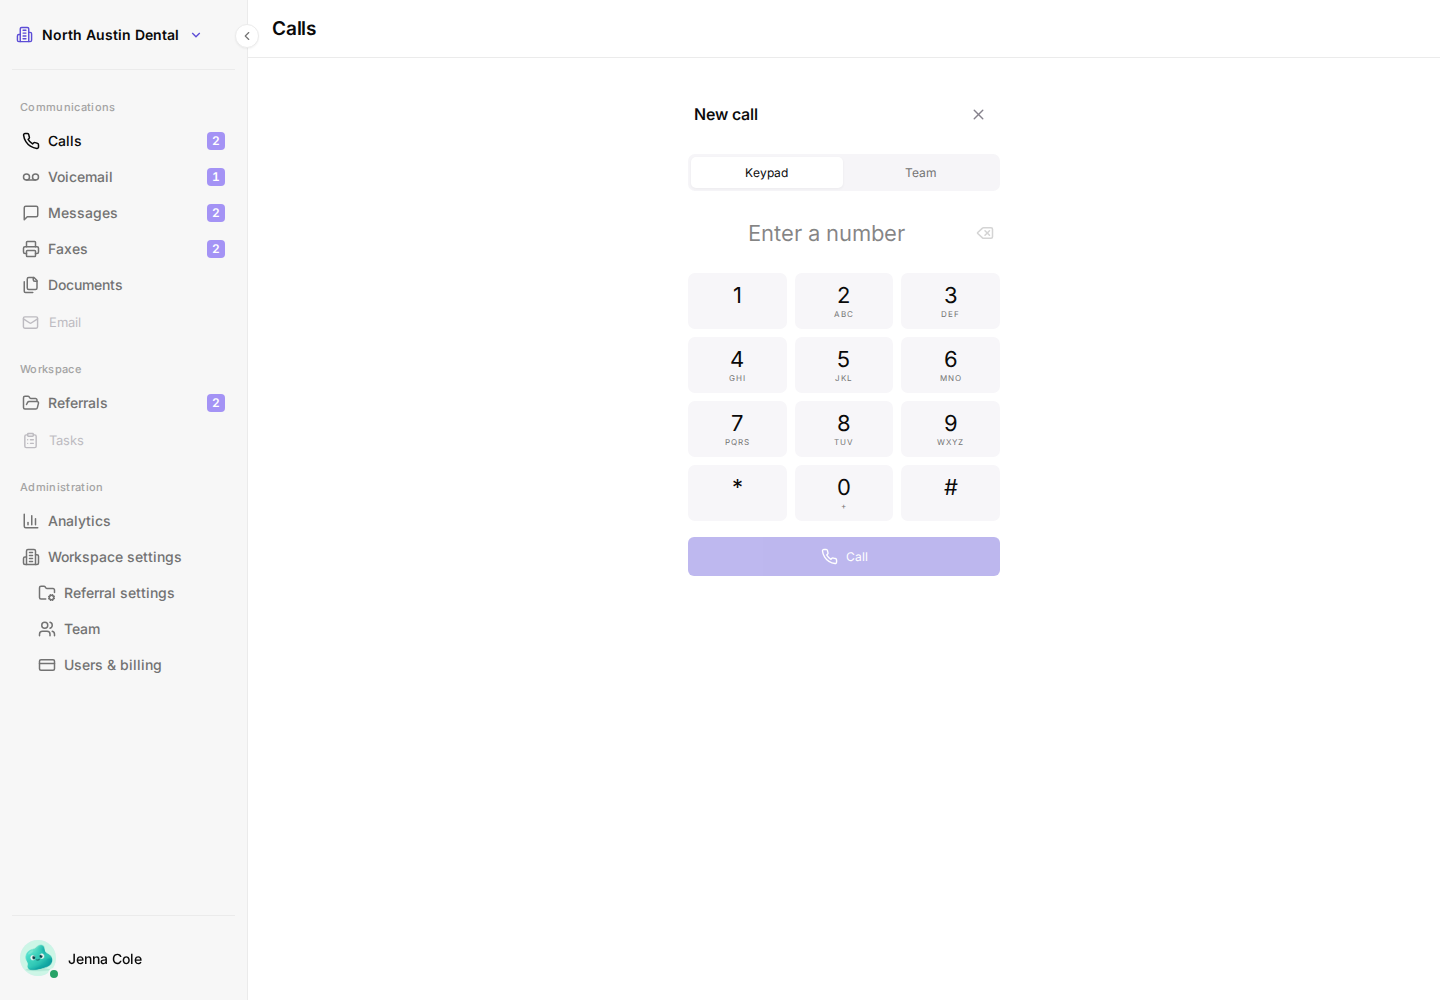 North Austin Dental
Calls
Communications
Calls 2
Voicemail 1
Messages 2
Faxes 2
Documents
Email
Workspace
Referrals 2
Tasks
Administration
Analytics
Workspace settings
Referral settings
Team
Users & billing
Jenna Cole
New call
Keypad Team
Enter a number
1 2 3
ABC DEF
4 5 6
GHI JKL MNO
7 8 9
PQRS TUV WXYZ
* 0 #
+
Call